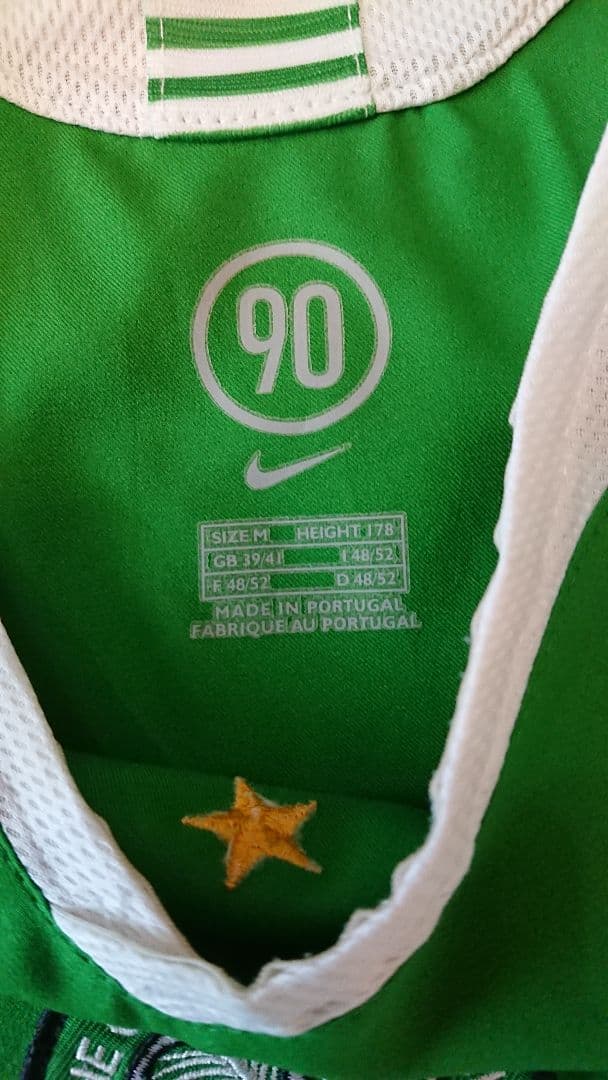 90
SIZE M HEIGHT 178
GB 39/41 I 48/52
F 48/52 D 48/52
MADE IN PORTUGAL
FABRIQUE AU PORTUGAL
HE C